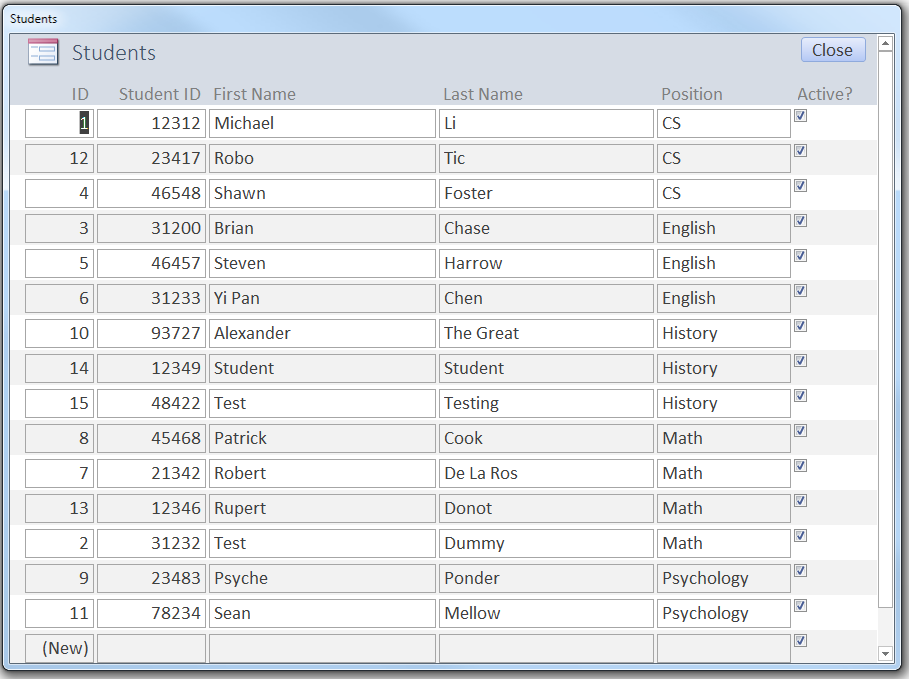 Students
Students Close
ID Student ID First Name Last Name Position Active?
1 12312 Michael Li CS
12 23417 Robo Tic CS
4 46548 Shawn Foster CS
3 31200 Brian Chase English
5 46457 Steven Harrow English
6 31233 Yi Pan Chen English
10 93727 Alexander The Great History
14 12349 Student Student History
15 48422 Test Testing History
8 45468 Patrick Cook Math
7 21342 Robert De La Ros Math
13 12346 Rupert Donot Math
2 31232 Test Dummy Math
9 23483 Psyche Ponder Psychology
11 78234 Sean Mellow Psychology
(New)